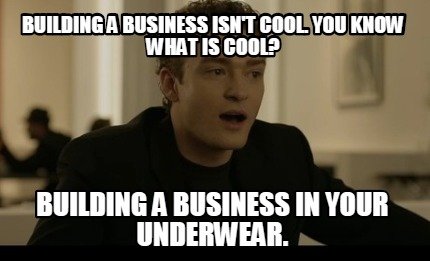 BUILDING A BUSINESS ISN'T COOL. YOU KNOW
WHAT IS COOL?
BUILDING A BUSINESS IN YOUR
UNDERWEAR.